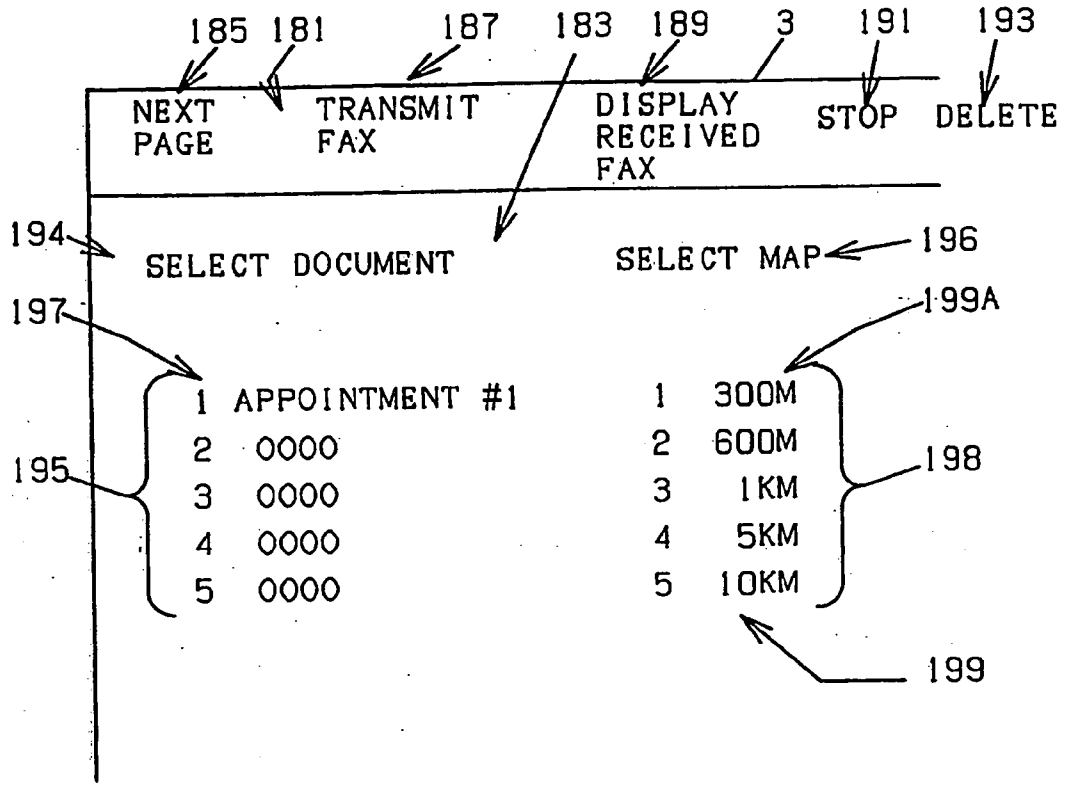 185 181 187 183 189 3 191 193
NEXT TRANSMIT DISPLAY STOP DELETE
PAGE FAX RECEIVED
FAX
194 SELECT DOCUMENT SELECT MAP 196
197 199A
1 APPOINTMENT #1 1 300M
2 0000 2 600M
195 3 0000 3 1KM 198
4 0000 4 5KM
5 0000 5 10KM
199